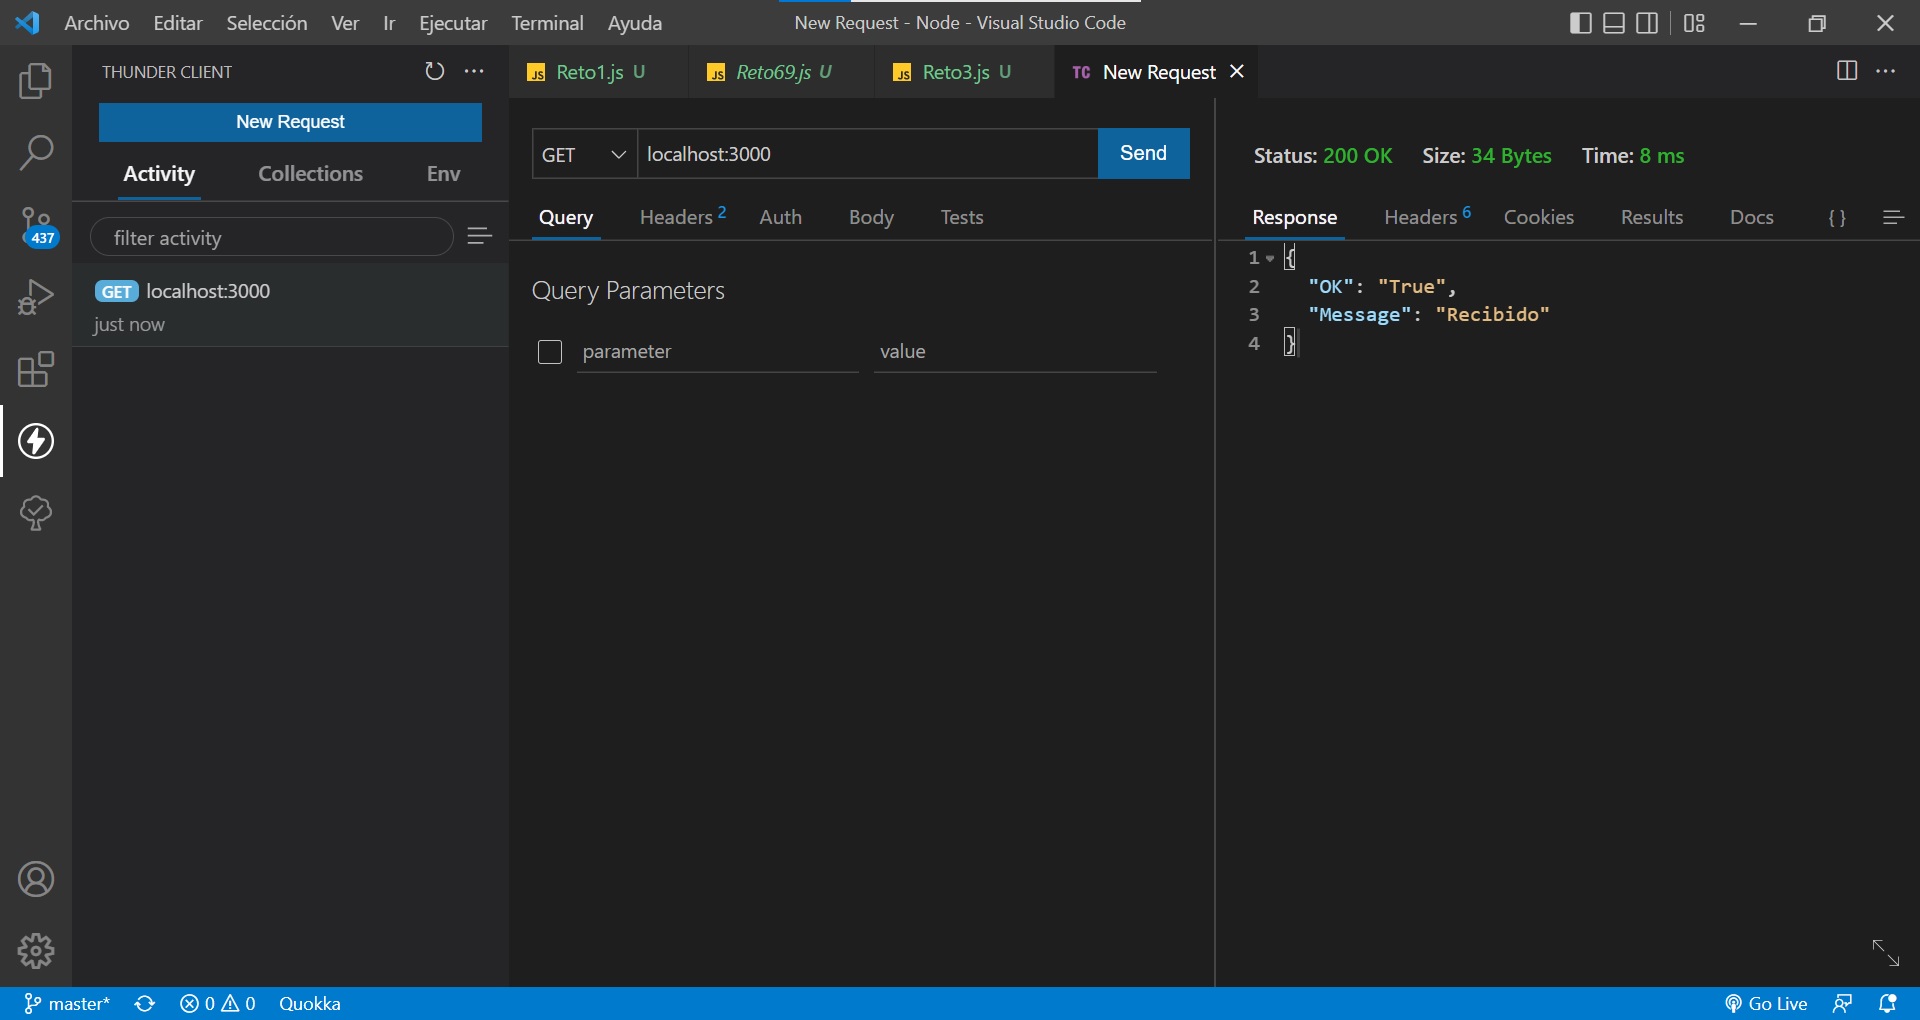 Archivo Editar Selección Ver Ir Ejecutar Terminal Ayuda
New Request - Node - Visual Studio Code
THUNDER CLIENT
New Request
Activity Collections Env
filter activity
GET localhost:3000
just now
437
JS Reto1.js U
JS Reto69.js U
JS Reto3.js U
TC New Request
GET localhost:3000 Send
Query Headers 2 Auth Body Tests
Query Parameters
parameter value
Status: 200 OK Size: 34 Bytes Time: 8 ms
Response Headers 6 Cookies Results Docs { }
1 {
2 "OK": "True",
3 "Message": "Recibido"
4 }
master* 0 0 Quokka
Go Live